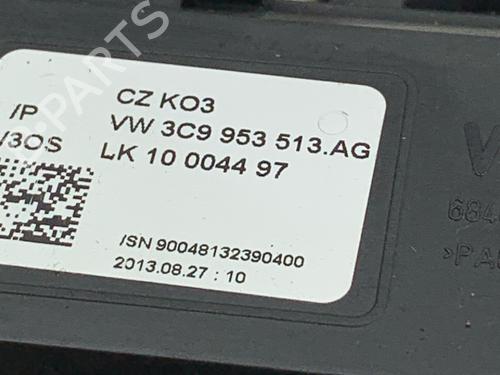 CZ KO3
/P VW 3C9 953 513.AG
/3OS LK 10 0044 97
/SN 90048132390400
2013.08.27 : 10
V
684
>PA
PARTS